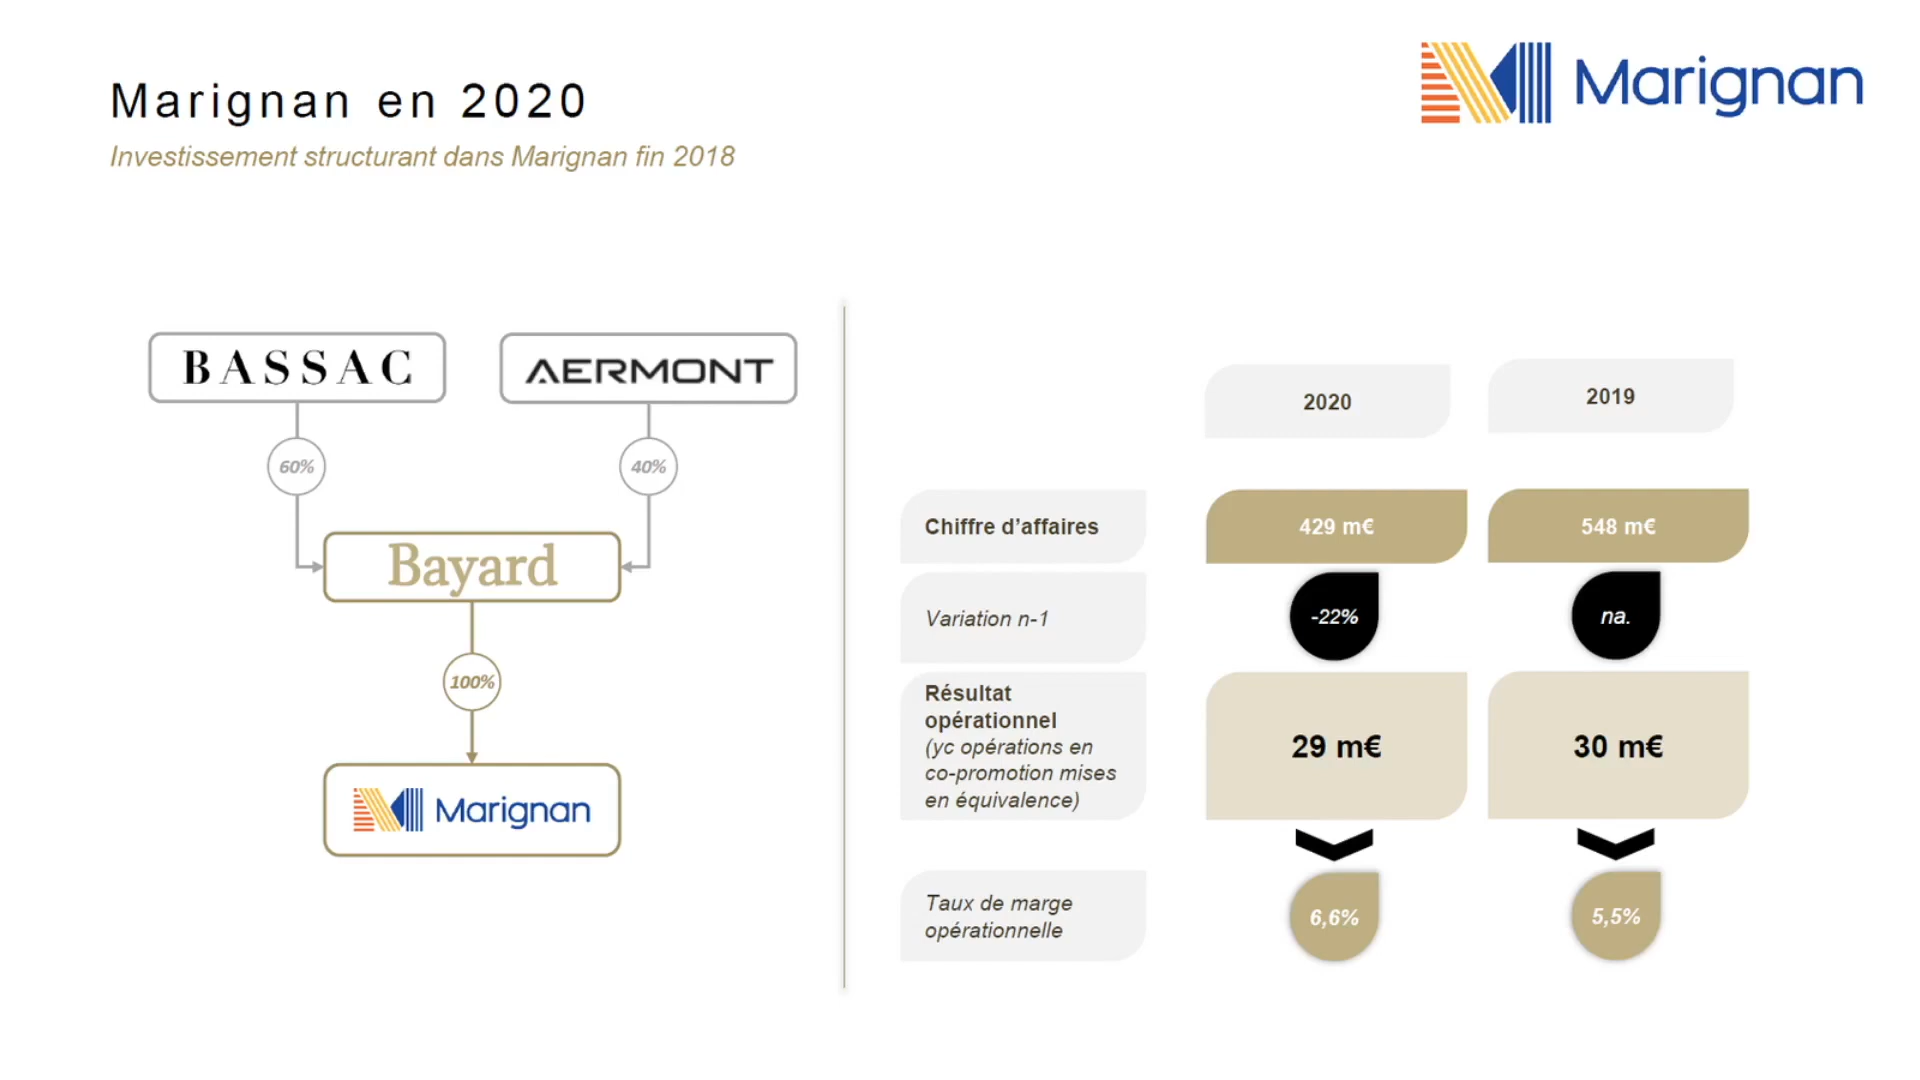 Marignan
Marignan en 2020
Investissement structurant dans Marignan fin 2018
BASSAC
AERMONT
60%
40%
Bayard
100%
Marignan
2020
2019
Chiffre d’affaires
429 m€
548 m€
Variation n-1
-22%
na.
Résultat
opérationnel
(yc opérations en
co-promotion mises
en équivalence)
29 m€
30 m€
Taux de marge
opérationnelle
6,6%
5,5%